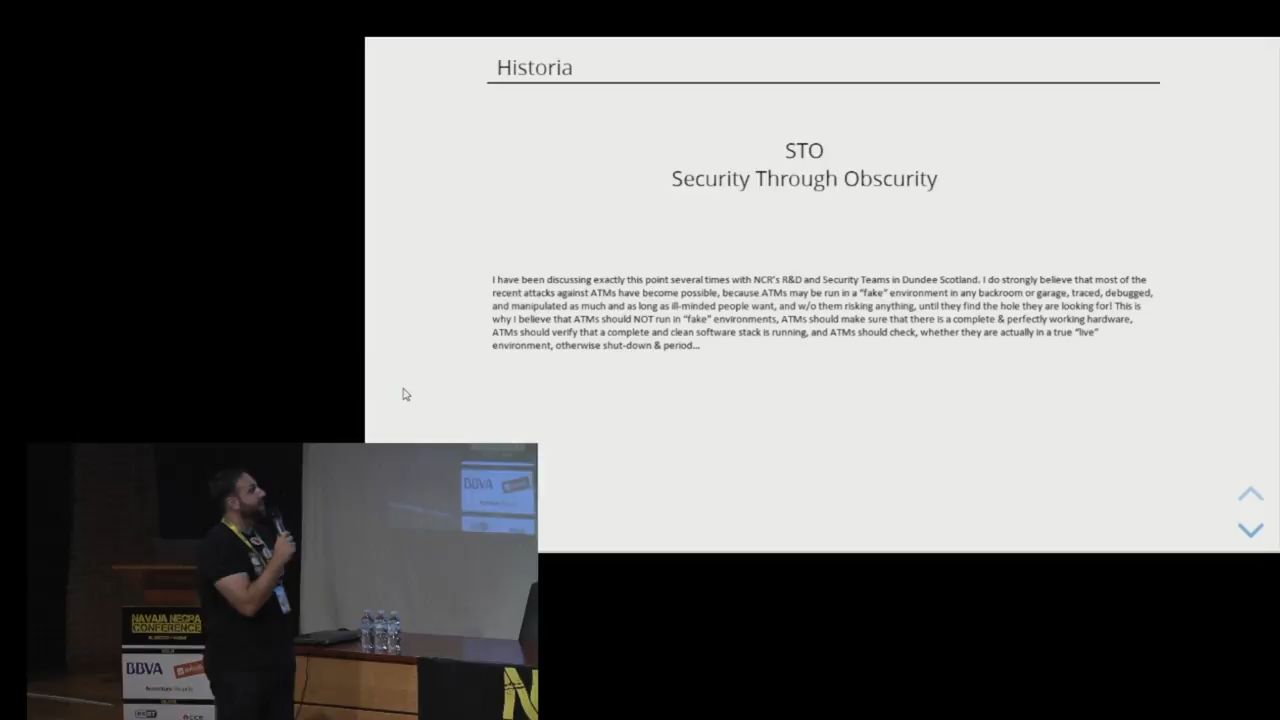 Historia
STO
Security Through Obscurity
I have been discussing exactly this point several times with NCR's R&D and Security Teams in Dundee Scotland. I do strongly believe that most of the
recent attacks against ATMs have become possible, because ATMs may be run in a "fake" environment in any backroom or garage, traced, debugged,
and manipulated as much and as long as ill-minded people want, and w/o them risking anything, until they find the hole they are looking for! This is
why I believe that ATMs should NOT run in "fake" environments, ATMs should make sure that there is a complete & perfectly working hardware,
ATMs should verify that a complete and clean software stack is running, and ATMs should check, whether they are actually in a true "live"
environment, otherwise shut-down & period...
BBVA
NAVAJA NEGRA
CONFERENCE
BBVA
eset
N